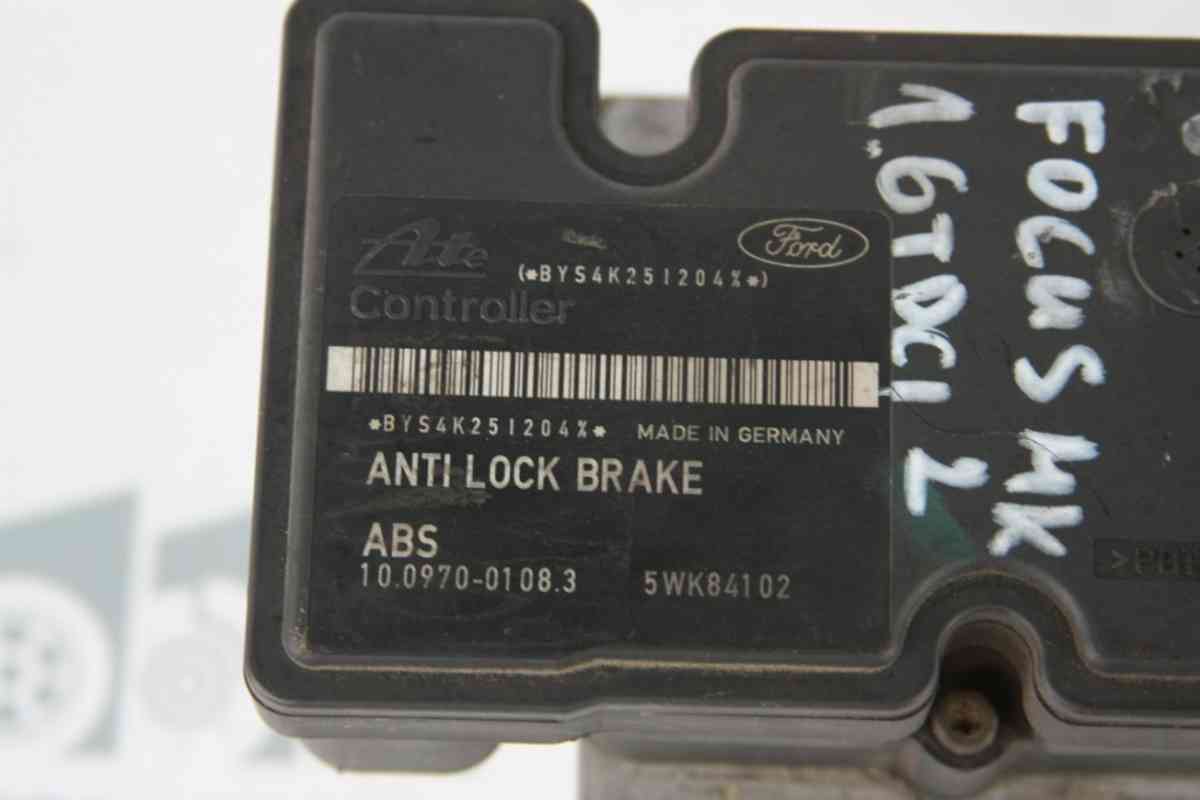 Ate
Ford
(*BYS4K251204%*)
Controller
*BYS4K251204%*
MADE IN GERMANY
ANTI LOCK BRAKE
ABS
10.0970-0108.3
5WK84102
FOCUS MK
1.6TDCI 2